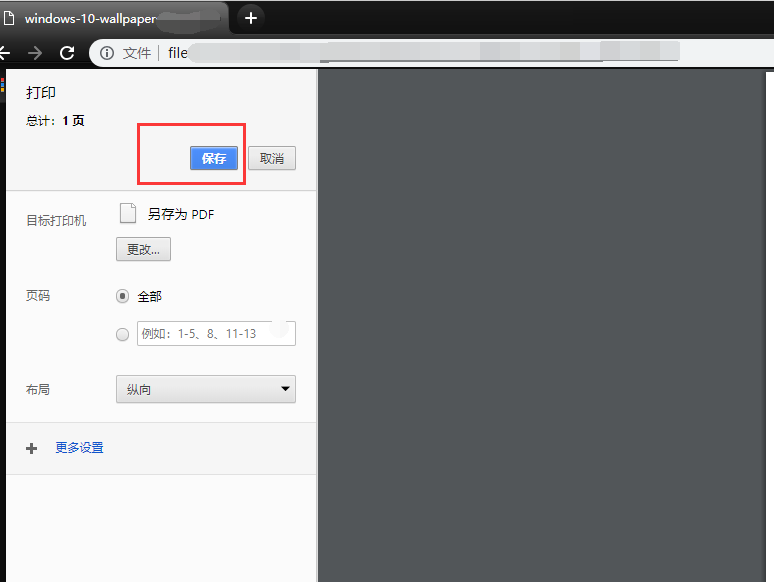 windows-10-wallpaper-
文件 file
打印
总计：1 页
保存 取消
目标打印机 另存为 PDF
更改...
页码 全部
例如：1-5、8、11-13
布局 纵向
更多设置